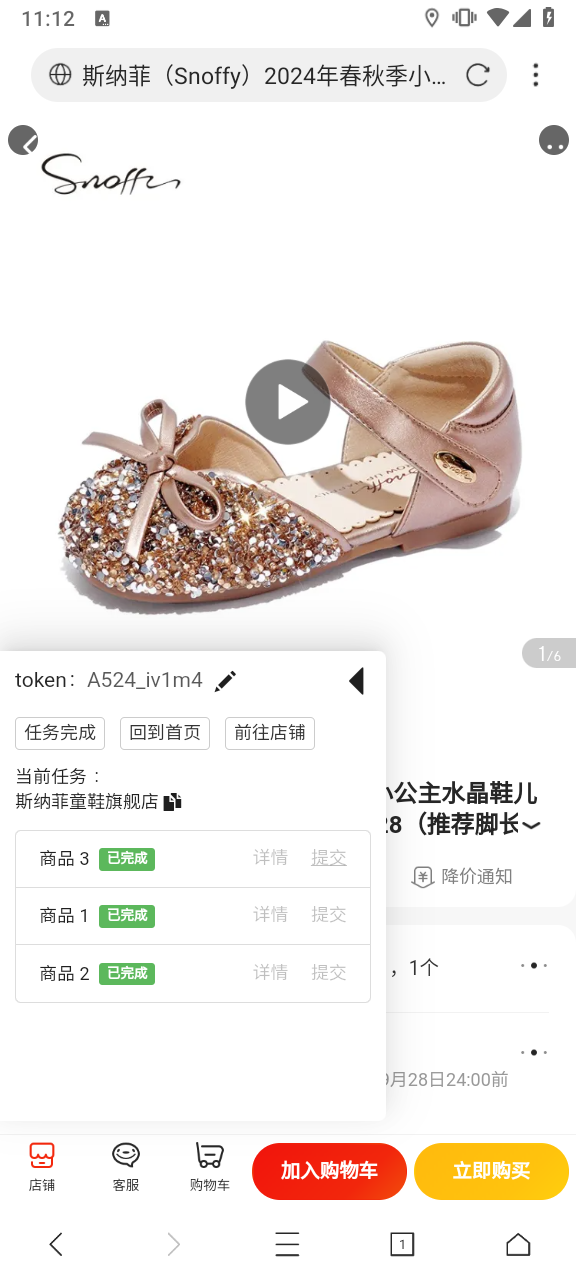 11:12
斯纳菲（Snoffy）2024年春秋季小...
Snoffy
1/6
token： A524_iv1m4
任务完成 回到首页 前往店铺
当前任务：
斯纳菲童鞋旗舰店
商品 3 已完成 详情 提交
商品 1 已完成 详情 提交
商品 2 已完成 详情 提交
公主水晶鞋儿
28（推荐脚长
降价通知
，1个
9月28日24:00前
店铺 客服 购物车 加入购物车 立即购买
1